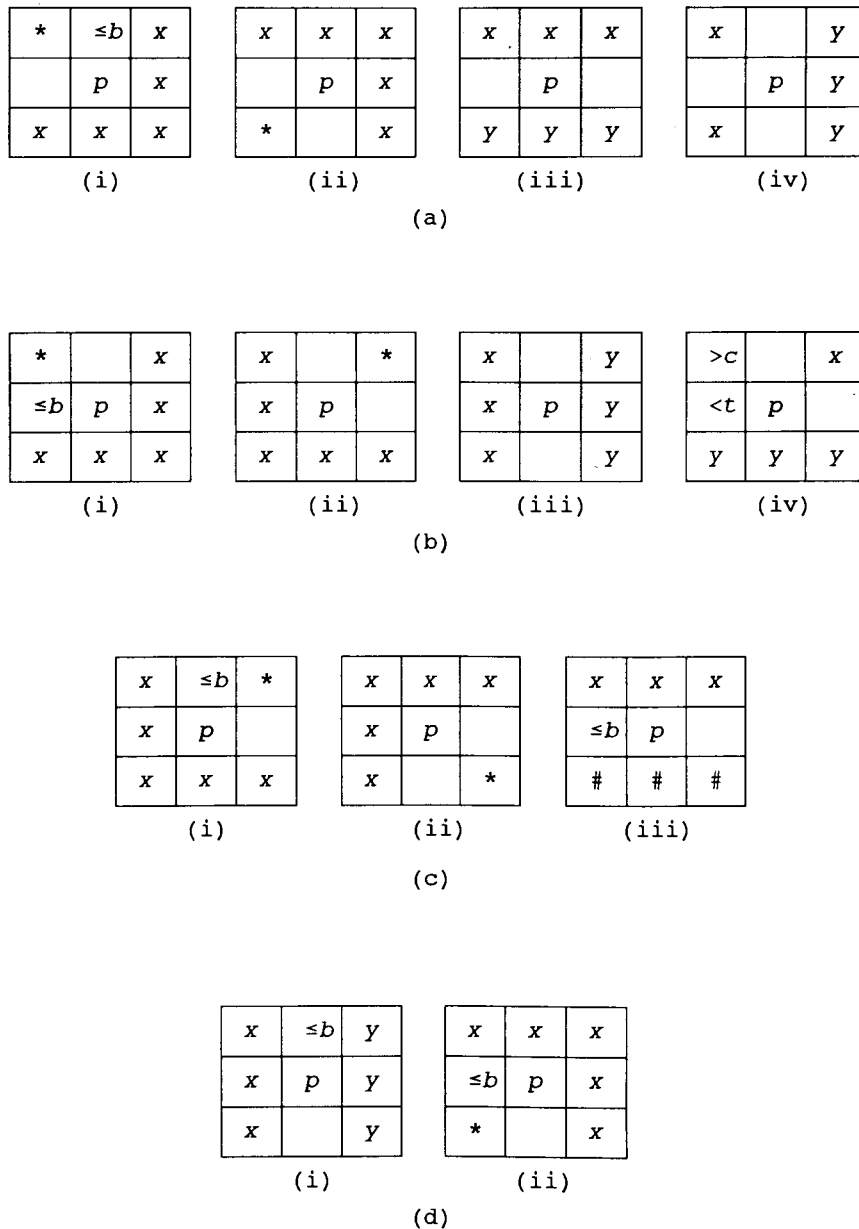 * ≤b x x x x x x x x y
p x p x p p y
x x x * x y y y x y
(i) (ii) (iii) (iv)
(a)
* x x * x y >c x
≤b p x x p x p y <t p
x x x x x x x y y y y
(i) (ii) (iii) (iv)
(b)
x ≤b * x x x x x x
x p x p ≤b p
x x x x * # # #
(i) (ii) (iii)
(c)
x ≤b y x x x
x p y ≤b p x
x y * x
(i) (ii)
(d)